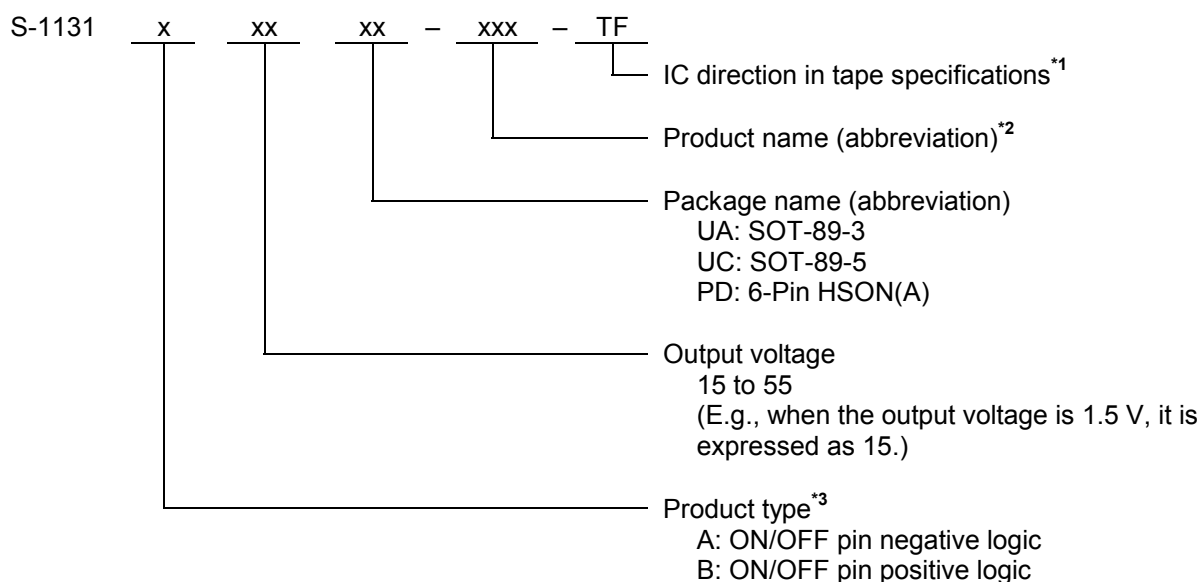 S-1131 x xx xx – xxx – TF
IC direction in tape specifications*1
Product name (abbreviation)*2
Package name (abbreviation)
UA: SOT-89-3
UC: SOT-89-5
PD: 6-Pin HSON(A)
Output voltage
15 to 55
(E.g., when the output voltage is 1.5 V, it is
expressed as 15.)
Product type*3
A: ON/OFF pin negative logic
B: ON/OFF pin positive logic